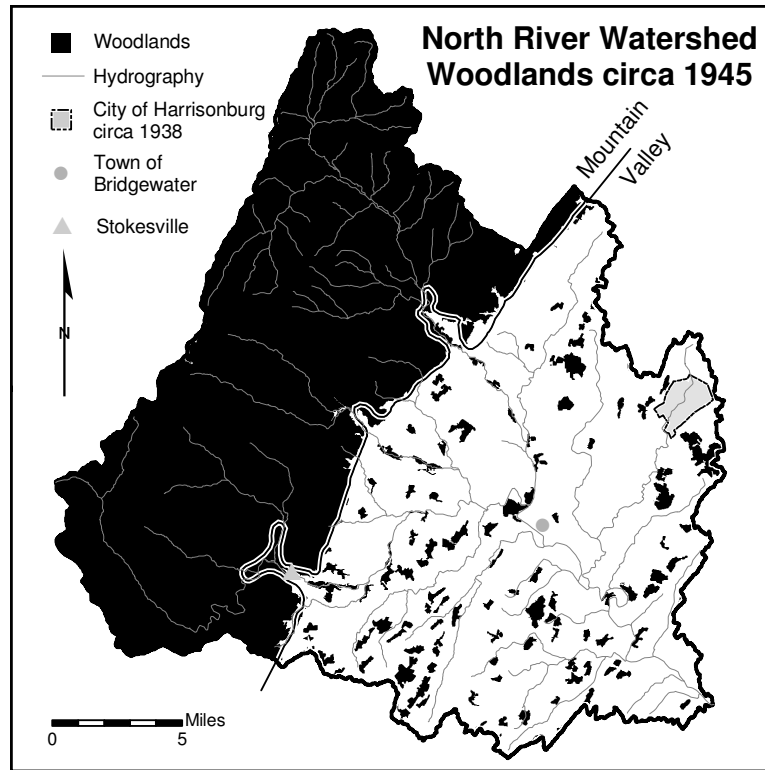 North River Watershed
Woodlands circa 1945
Woodlands
Hydrography
City of Harrisonburg
circa 1938
Town of
Bridgewater
Stokesville
N
Mountain
Valley
Miles
0 5